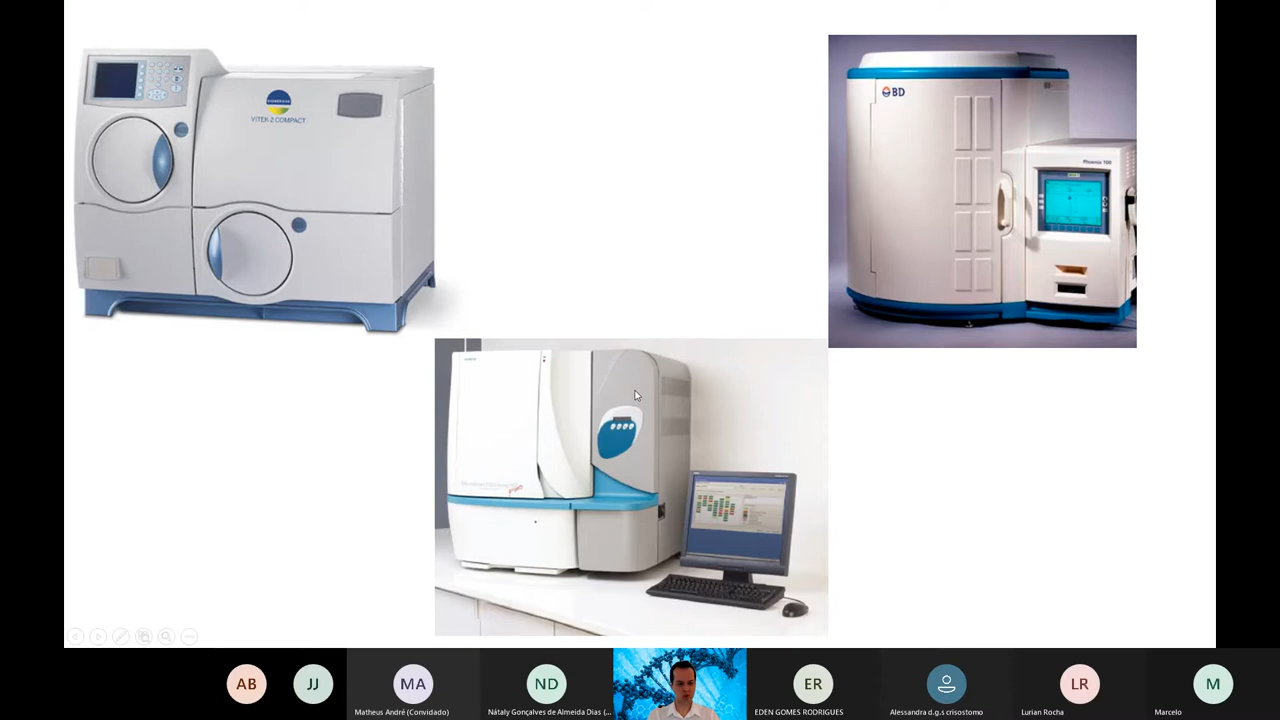 VITEK 2 COMPACT
BD
Phoenix 100
AB
JJ
MA
Matheus André (Convidado)
ND
Nátaly Gonçalves de Almeida Dias (...
ER
EDEN GOMES RODRIGUES
Alessandra d.g.s crisostomo
LR
Lurian Rocha
M
Marcelo